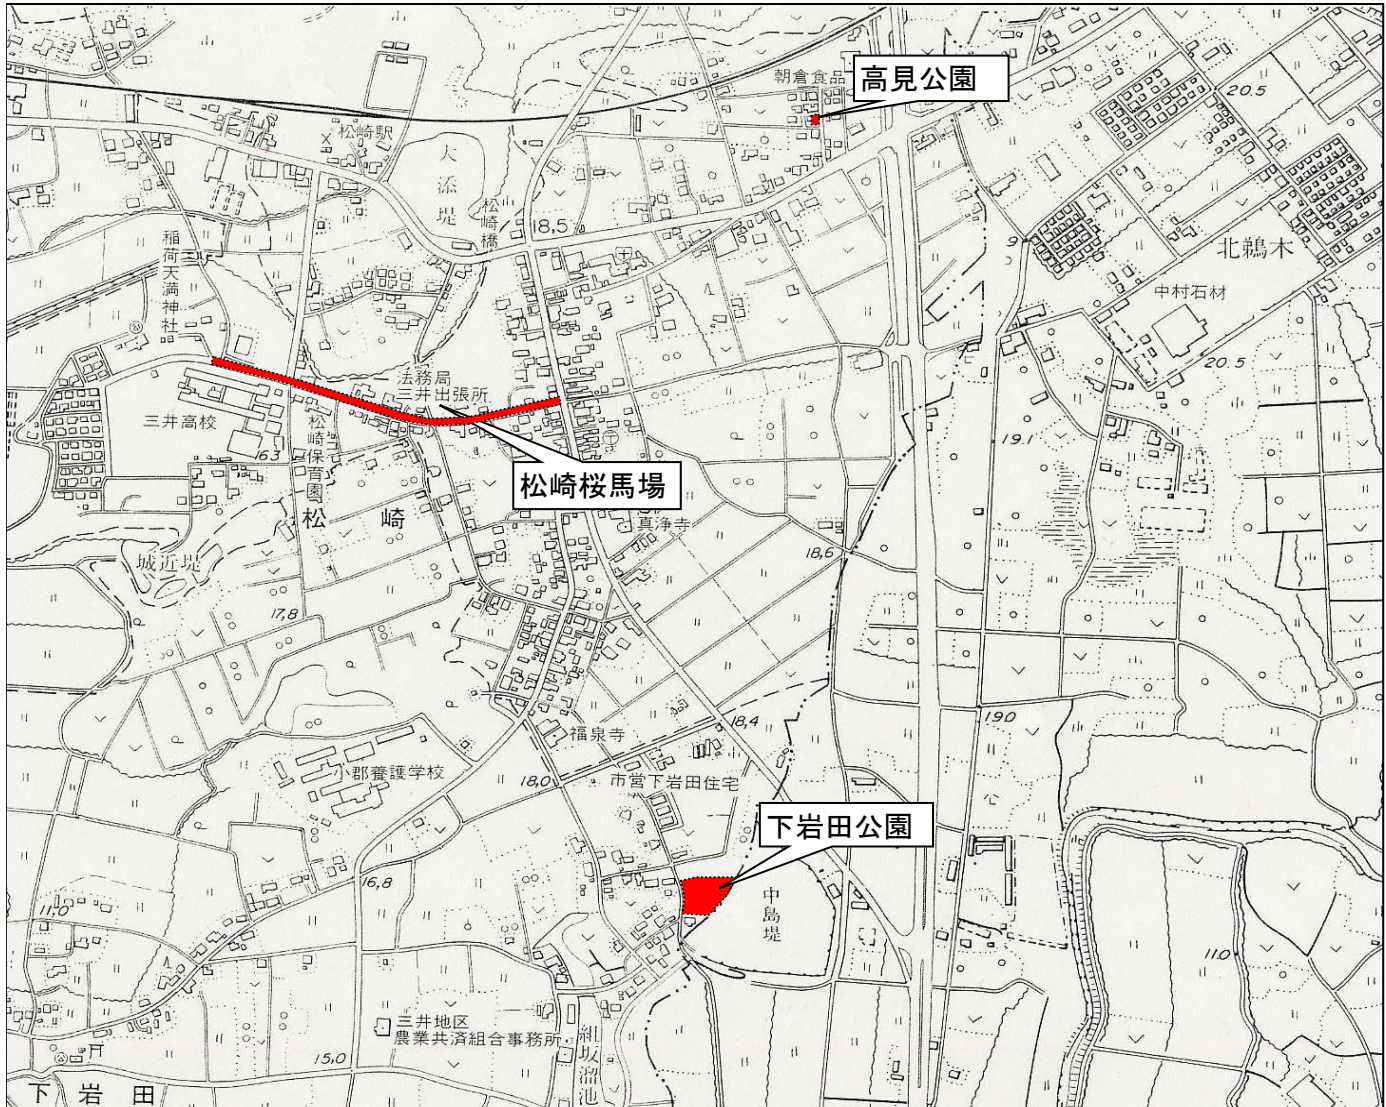 朝倉食品
高見公園
20.5
松崎駅
大添堤
松崎橋
18.5
稲荷天満神社
北鵜木
中村石材
20.5
法務局
三井出張所
三井高校
16.3
松崎保育園
松崎桜馬場
19.1
松崎
真浄寺
18.6
城近堤
17.8
18.4
19.0
福泉寺
小郡養護学校
18.0
市営下岩田住宅
下岩田公園
16.8
中島堤
11.0
11.0
三井地区
農業共済組合事務所
組坂溜池
15.0
下岩田